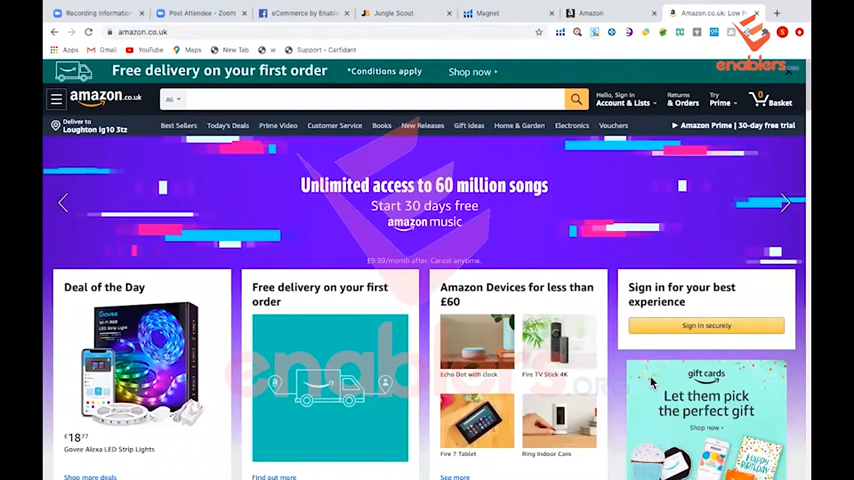 Recording Information
Post Attendee - Zoom
eCommerce by Enable
Jungle Scout
Magnet
Amazon
Amazon.co.uk: Low P
amazon.co.uk
Apps
Gmail
YouTube
Maps
New Tab
w
Support - Carfidant
enablers.ORG
Free delivery on your first order
*Conditions apply
Shop now
amazon.co.uk
All
Hello, Sign in
Account & Lists
Returns
& Orders
Try
Prime
0
Basket
Deliver to
Loughton ig10 3tz
Best Sellers
Today's Deals
Prime Video
Customer Service
Books
New Releases
Gift Ideas
Home & Garden
Electronics
Vouchers
Amazon Prime | 30-day free trial
Unlimited access to 60 million songs
Start 30 days free
amazon music
£9.99/month after. Cancel anytime.
Deal of the Day
£18.77
Govee Alexa LED Strip Lights
Shop more deals
Free delivery on your first
order
Find out more
Amazon Devices for less than
£60
Echo Dot with clock
Fire TV Stick 4K
Fire 7 Tablet
Ring Indoor Cam
See more
Sign in for your best
experience
Sign in securely
gift cards
Let them pick
the perfect gift
Shop now
enablers.ORG